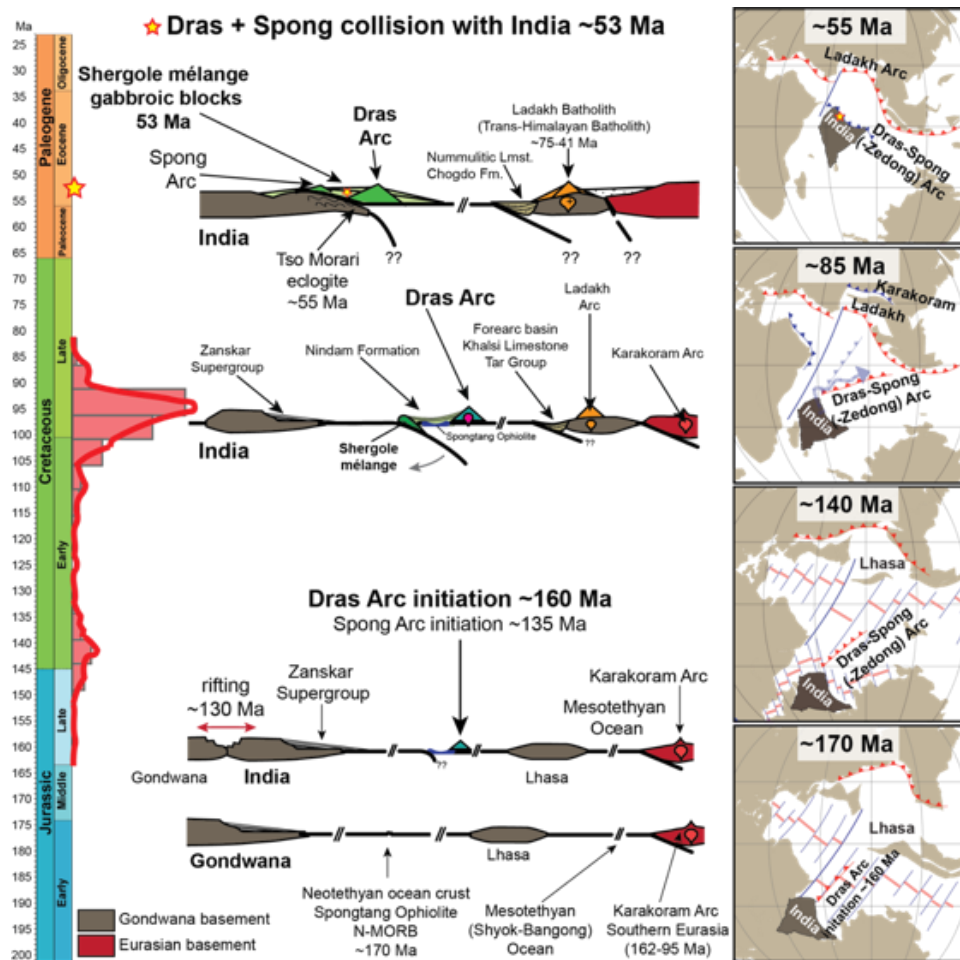 Ma
25
30
35
40
45
50
55
60
65
70
75
80
85
90
95
100
105
110
115
120
125
130
135
140
145
150
155
160
165
170
175
180
185
190
195
200
Paleogene
Cretaceous
Jurassic
Oligocene
Eocene
Paleocene
Late
Early
Late
Middle
Early
Dras + Spong collision with India ~53 Ma
Shergole mélange
gabbroic blocks
53 Ma
Spong
Arc
Dras
Arc
Ladakh Batholith
(Trans-Himalayan Batholith)
~75-41 Ma
Nummulitic Lmst.
Chogdo Fm.
India
Tso Morari
eclogite
~55 Ma
??
??
??
Dras Arc
Ladakh
Arc
Zanskar
Supergroup
Nindam Formation
Forearc basin
Khalsi Limestone
Tar Group
Karakoram Arc
India
Shergole
mélange
Spongtang Ophiolite
??
Dras Arc initiation ~160 Ma
Spong Arc initiation ~135 Ma
rifting
~130 Ma
Zanskar
Supergroup
Karakoram Arc
Mesotethyan
Ocean
Gondwana
India
??
Lhasa
Gondwana
Lhasa
Neotethyan ocean crust
Spongtang Ophiolite
N-MORB
~170 Ma
Mesotethyan
(Shyok-Bangong)
Ocean
Karakoram Arc
Southern Eurasia
(162-95 Ma)
Gondwana basement
Eurasian basement
~55 Ma
Ladakh Arc
India
Dras-Spong
(-Zedong) Arc
~85 Ma
Karakoram
Ladakh
Dras-Spong
(-Zedong) Arc
India
~140 Ma
Lhasa
Dras-Spong
(-Zedong) Arc
India
~170 Ma
Lhasa
Dras Arc
initation ~160 Ma
India